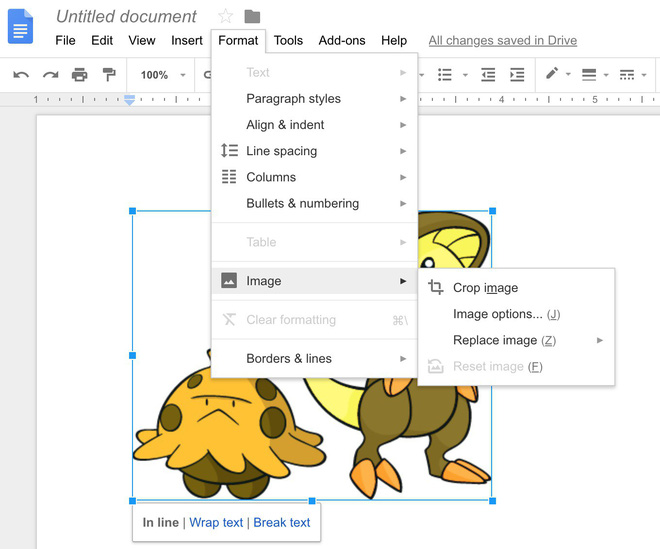 Untitled document
File Edit View Insert Format Tools Add-ons Help All changes saved in Drive
100%
1 4 5
Text
Paragraph styles
Align & indent
Line spacing
Columns
Bullets & numbering
Table
Image
Crop image
Image options... (J)
Replace image (Z)
Reset image (F)
Clear formatting ⌘\
Borders & lines
In line | Wrap text | Break text